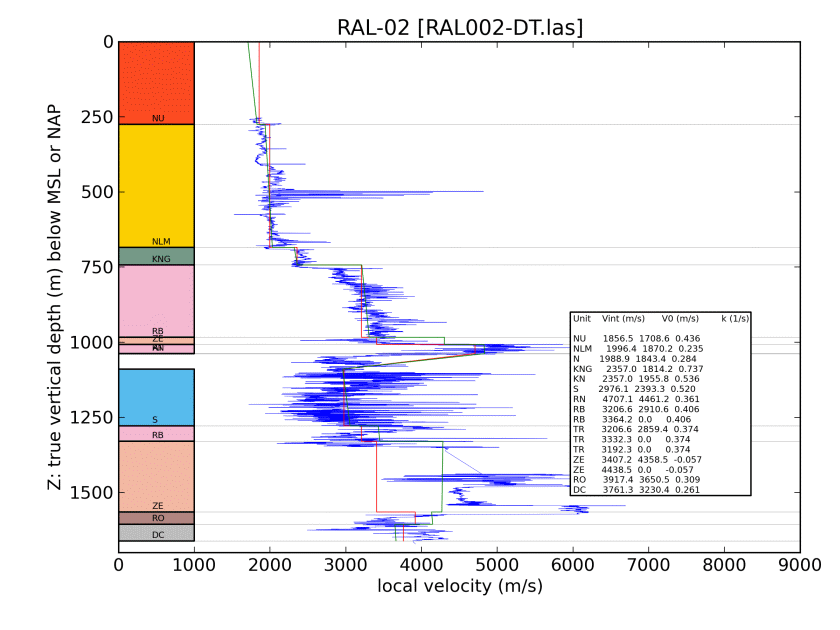 RAL-02 [RAL002-DT.las]
Z: true vertical depth (m) below MSL or NAP
0
250
500
750
1000
1250
1500
NU
NLM
KNG
RB
ZE
RN
S
RB
ZE
RO
DC
Unit Vint (m/s) V0 (m/s) k (1/s)
NU 1856.5 1708.6 0.436
NLM 1996.4 1870.2 0.235
N 1988.9 1843.4 0.284
KNG 2357.0 1814.2 0.737
KN 2357.0 1955.8 0.536
S 2976.1 2393.3 0.520
RN 4707.1 4461.2 0.361
RB 3206.6 2910.6 0.406
RB 3364.2 0.0 0.406
TR 3206.6 2859.4 0.374
TR 3332.3 0.0 0.374
TR 3192.3 0.0 0.374
ZE 3407.2 4358.5 -0.057
ZE 4438.5 0.0 -0.057
RO 3917.4 3650.5 0.309
DC 3761.3 3230.4 0.261
0 1000 2000 3000 4000 5000 6000 7000 8000 9000
local velocity (m/s)